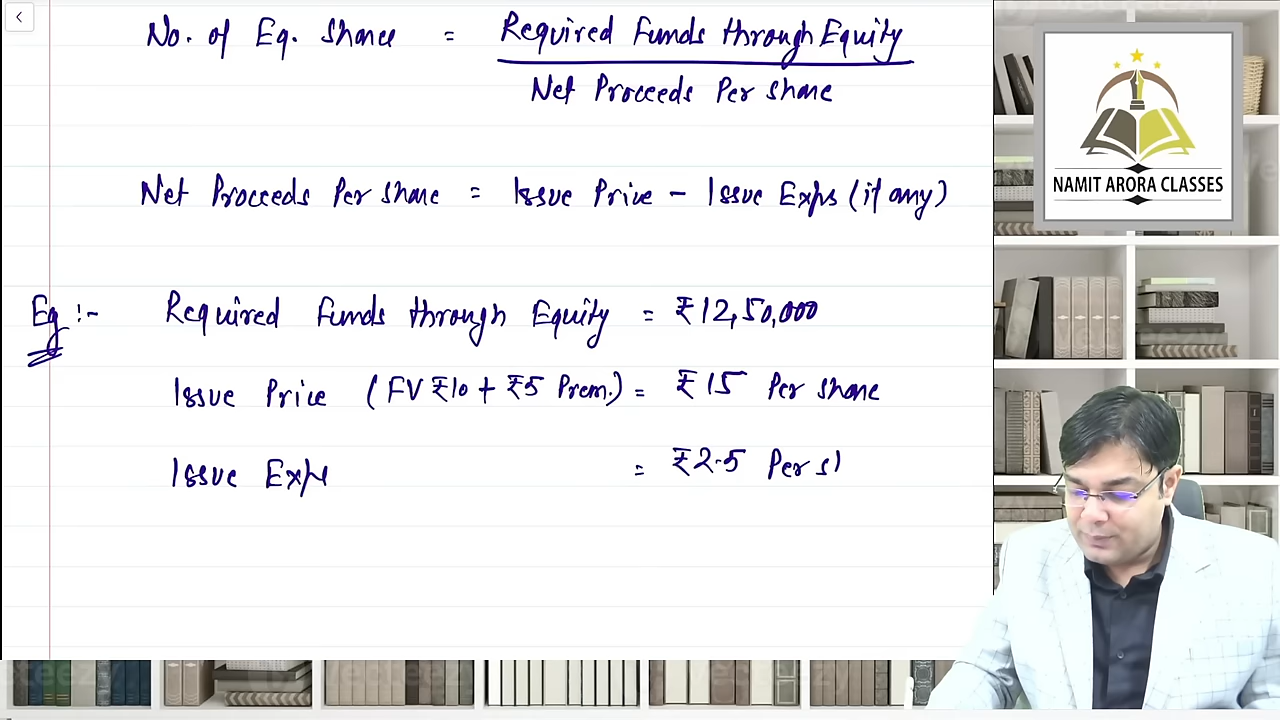 No. of Eq. Shares = Required Funds through Equity
Net Proceeds Per share
Net Proceeds Per share = Issue Price - Issue Exps (if any)
Eg :- Required Funds through Equity = ₹12,50,000
Issue Price (FV ₹10 + ₹5 Prem.) = ₹15 Per share
Issue Exps = ₹2.5 Per s
NAMIT ARORA CLASSES